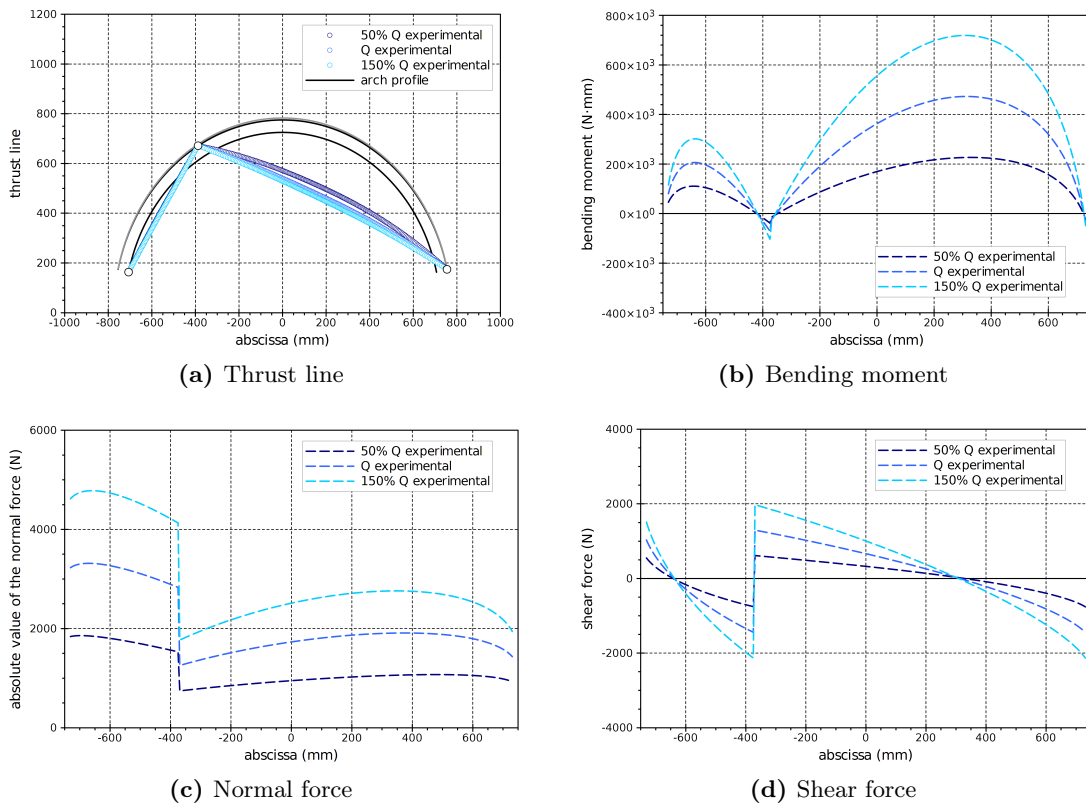 1200
1000
800
600
400
200
0
-1000 -800 -600 -400 -200 0 200 400 600 800 1000
thrust line
abscissa (mm)
50% Q experimental
Q experimental
150% Q experimental
arch profile
(a) Thrust line
800×10³
600×10³
400×10³
200×10³
0×10⁰
-200×10³
-400×10³
-600 -400 -200 0 200 400 600
bending moment (N·mm)
abscissa (mm)
50% Q experimental
Q experimental
150% Q experimental
(b) Bending moment
6000
4000
2000
0
-600 -400 -200 0 200 400 600
absolute value of the normal force (N)
abscissa (mm)
50% Q experimental
Q experimental
150% Q experimental
(c) Normal force
4000
2000
0
-2000
-4000
-600 -400 -200 0 200 400 600
shear force (N)
abscissa (mm)
50% Q experimental
Q experimental
150% Q experimental
(d) Shear force